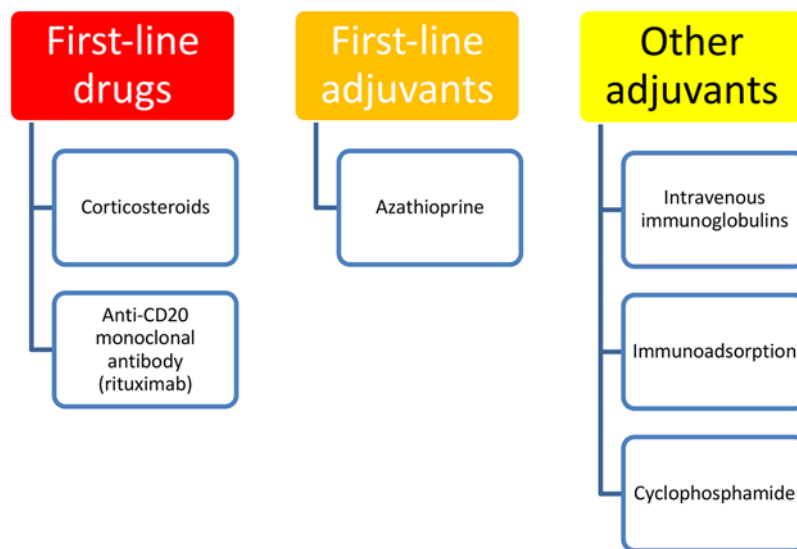 First-line
drugs
Corticosteroids
Anti-CD20
monoclonal
antibody
(rituximab)
First-line
adjuvants
Azathioprine
Other
adjuvants
Intravenous
immunoglobulins
Immunoadsorption
Cyclophosphamide